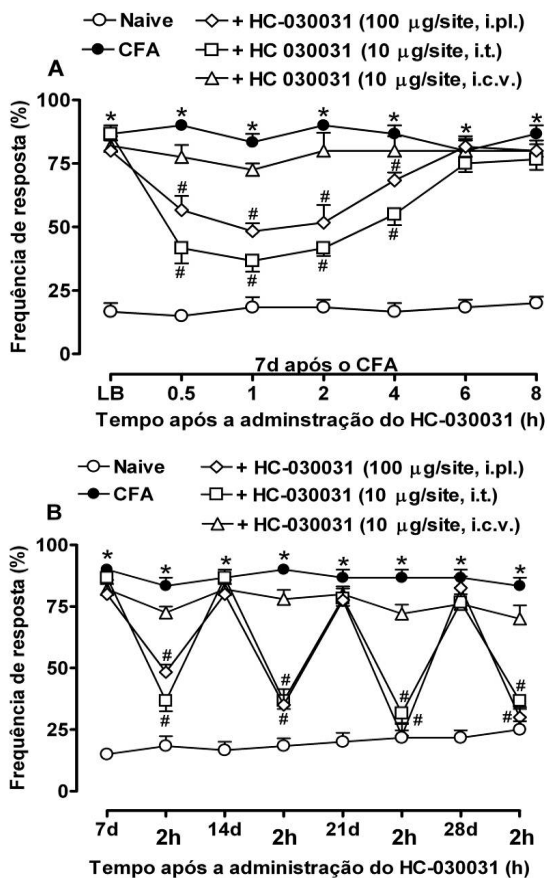 Naive
CFA
+ HC-030031 (100 µg/site, i.pl.)
+ HC 030031 (10 µg/site, i.t.)
+ HC 030031 (10 µg/site, i.c.v.)
A
Frequência de resposta (%)
100
75
50
25
0
* * * * * * *
# # # #
# # # #
7d após o CFA
LB 0.5 1 2 4 6 8
Tempo após a adminstração do HC-030031 (h)
Naive
CFA
+ HC-030031 (100 µg/site, i.pl.)
+ HC-030031 (10 µg/site, i.t.)
+ HC-030031 (10 µg/site, i.c.v.)
B
Frequência de resposta (%)
100
75
50
25
0
* * * * * * * *
# # # #
# # # #
7d 2h 14d 2h 21d 2h 28d 2h
Tempo após a administração do HC-030031 (h)